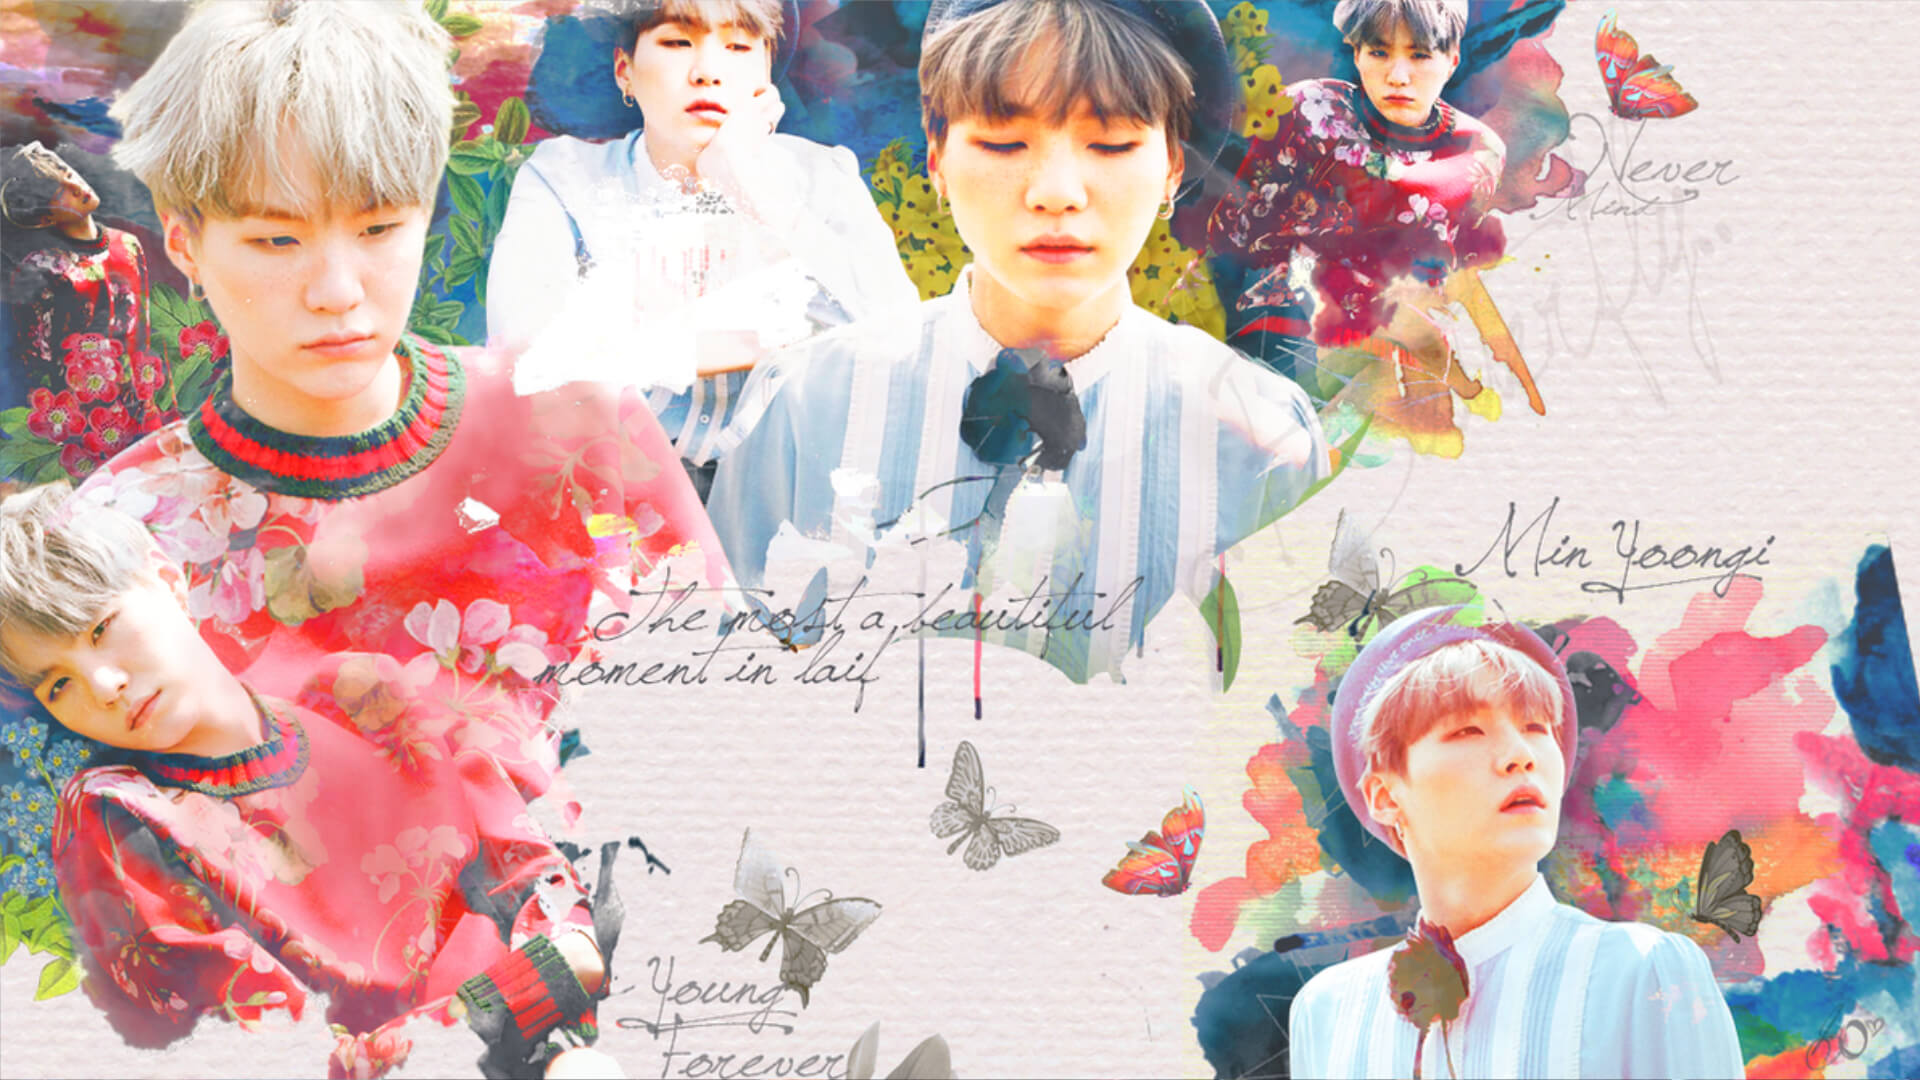 Never
Mind
Min Yoongi
The most a beautiful
moment in laif
Young
Forever